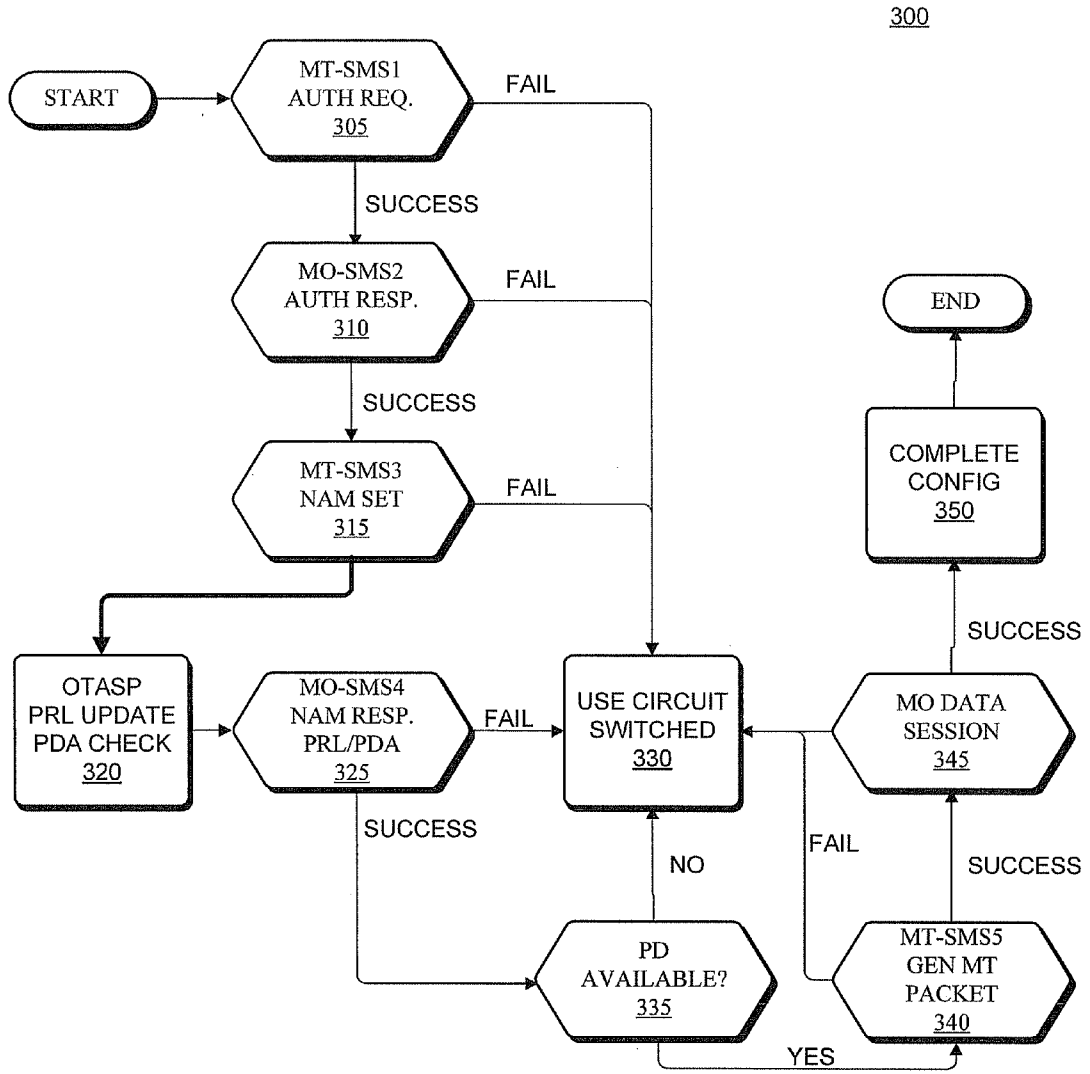 300
START
MT-SMS1
AUTH REQ.
305
FAIL
SUCCESS
MO-SMS2
AUTH RESP.
310
FAIL
SUCCESS
MT-SMS3
NAM SET
315
FAIL
OTASP
PRL UPDATE
PDA CHECK
320
MO-SMS4
NAM RESP.
PRL/PDA
325
FAIL
SUCCESS
USE CIRCUIT
SWITCHED
330
NO
PD
AVAILABLE?
335
YES
MT-SMS5
GEN MT
PACKET
340
FAIL
SUCCESS
MO DATA
SESSION
345
SUCCESS
COMPLETE
CONFIG
350
END